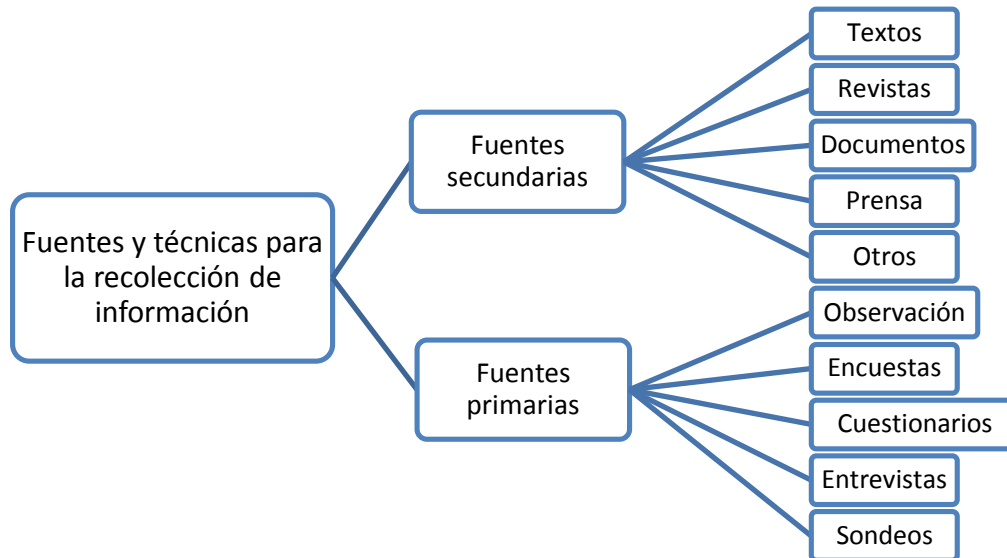 Fuentes y técnicas para
la recolección de
información
Fuentes
secundarias
Textos
Revistas
Documentos
Prensa
Otros
Fuentes
primarias
Observación
Encuestas
Cuestionarios
Entrevistas
Sondeos